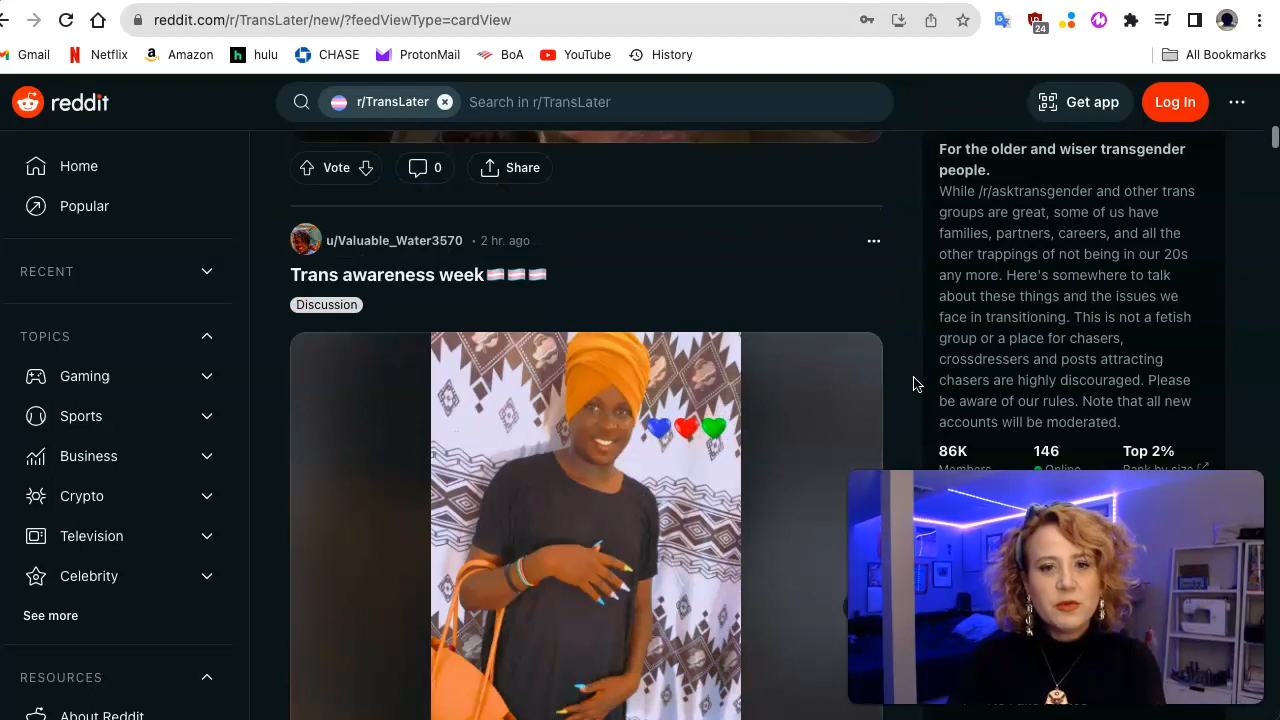 reddit.com/r/TransLater/new/?feedViewType=cardView
24
Gmail
Netflix
Amazon
hulu
CHASE
ProtonMail
BoA
YouTube
History
All Bookmarks
reddit
r/TransLater
Search in r/TransLater
Get app
Log In
Home
Popular
RECENT
TOPICS
Gaming
Sports
Business
Crypto
Television
Celebrity
See more
RESOURCES
About Reddit
Vote
0
Share
u/Valuable_Water3570 • 2 hr. ago
Trans awareness week
Discussion
For the older and wiser transgender
people.
While /r/asktransgender and other trans
groups are great, some of us have
families, partners, careers, and all the
other trappings of not being in our 20s
any more. Here's somewhere to talk
about these things and the issues we
face in transitioning. This is not a fetish
group or a place for chasers,
crossdressers and posts attracting
chasers are highly discouraged. Please
be aware of our rules. Note that all new
accounts will be moderated.
86K 146 Top 2%
Members Online Rank by size